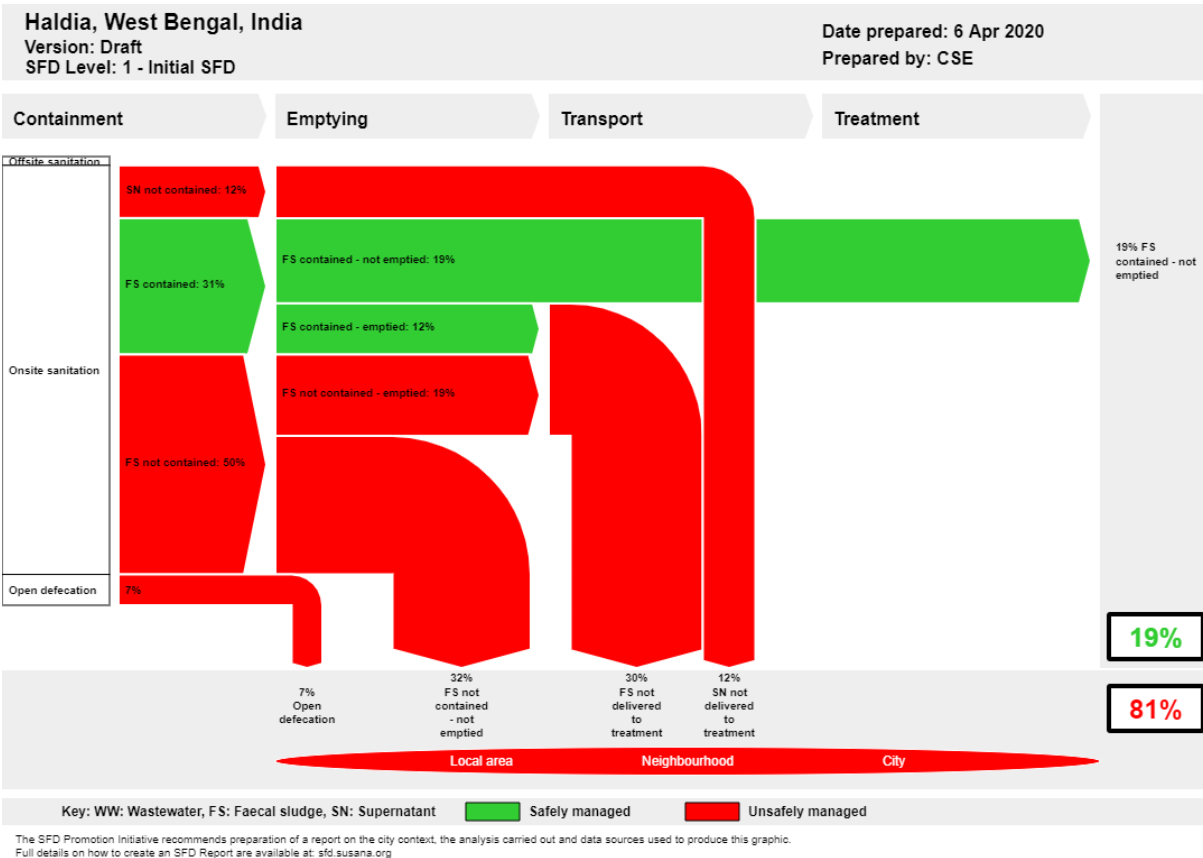 Haldia, West Bengal, India
Version: Draft
SFD Level: 1 - Initial SFD
Date prepared: 6 Apr 2020
Prepared by: CSE
Containment
Emptying
Transport
Treatment
Offsite sanitation
SN not contained: 12%
FS contained - not emptied: 19%
19% FS
contained - not
emptied
FS contained: 31%
FS contained - emptied: 12%
Onsite sanitation
FS not contained - emptied: 19%
FS not contained: 50%
Open defecation
7%
19%
7%
Open
defecation
32%
FS not
contained
- not
emptied
30%
FS not
delivered
to
treatment
12%
SN not
delivered
to
treatment
81%
Local area
Neighbourhood
City
Key: WW: Wastewater, FS: Faecal sludge, SN: Supernatant
Safely managed
Unsafely managed
The SFD Promotion Initiative recommends preparation of a report on the city context, the analysis carried out and data sources used to produce this graphic.
Full details on how to create an SFD Report are available at: sfd.susana.org